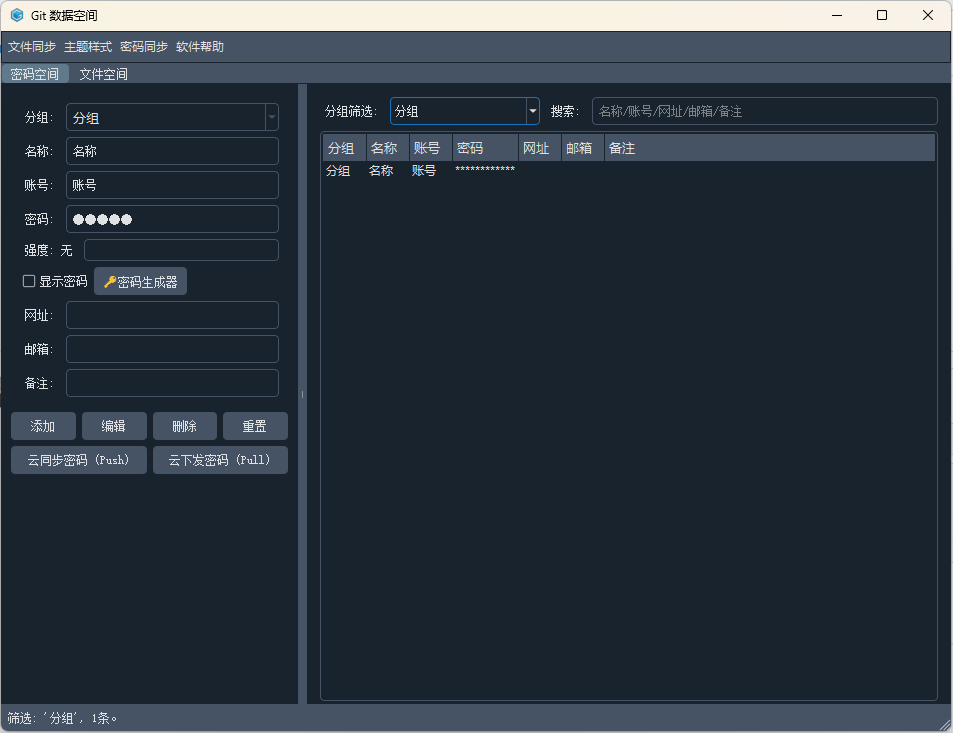 Git 数据空间
文件同步 主题样式 密码同步 软件帮助
密码空间 文件空间
分组: 分组
名称: 名称
账号: 账号
密码: ●●●●●
强度: 无
显示密码 🔑密码生成器
网址:
邮箱:
备注:
添加 编辑 删除 重置
云同步密码 (Push) 云下发密码 (Pull)
分组筛选: 分组 搜索: 名称/账号/网址/邮箱/备注
分组 名称 账号 密码 网址 邮箱 备注
分组 名称 账号 ************
筛选: '分组', 1条。